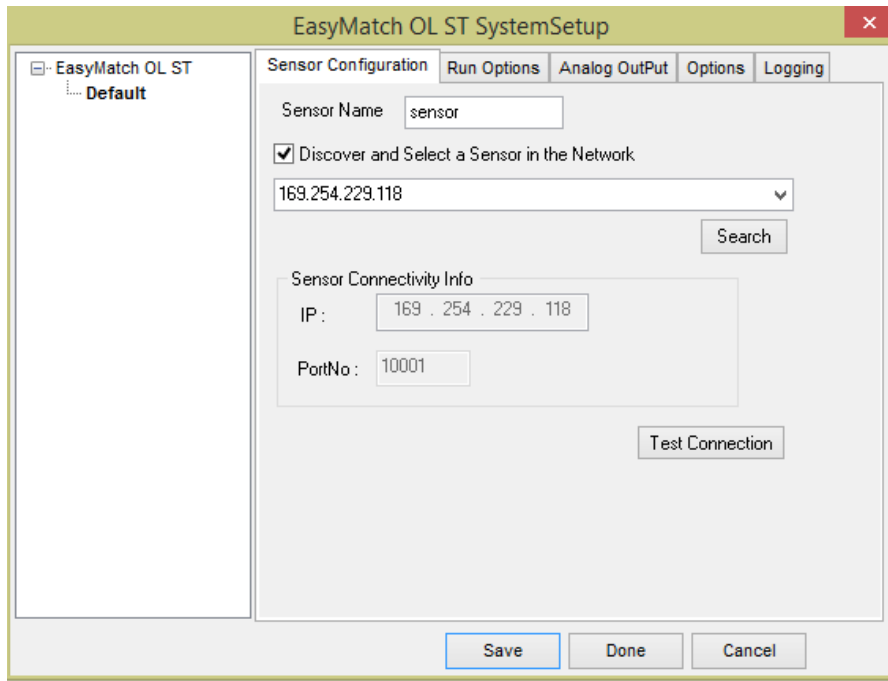 EasyMatch OL ST SystemSetup
EasyMatch OL ST
Default
Sensor Configuration Run Options Analog OutPut Options Logging
Sensor Name sensor
Discover and Select a Sensor in the Network
169.254.229.118
Search
Sensor Connectivity Info
IP : 169 . 254 . 229 . 118
PortNo : 10001
Test Connection
Save Done Cancel